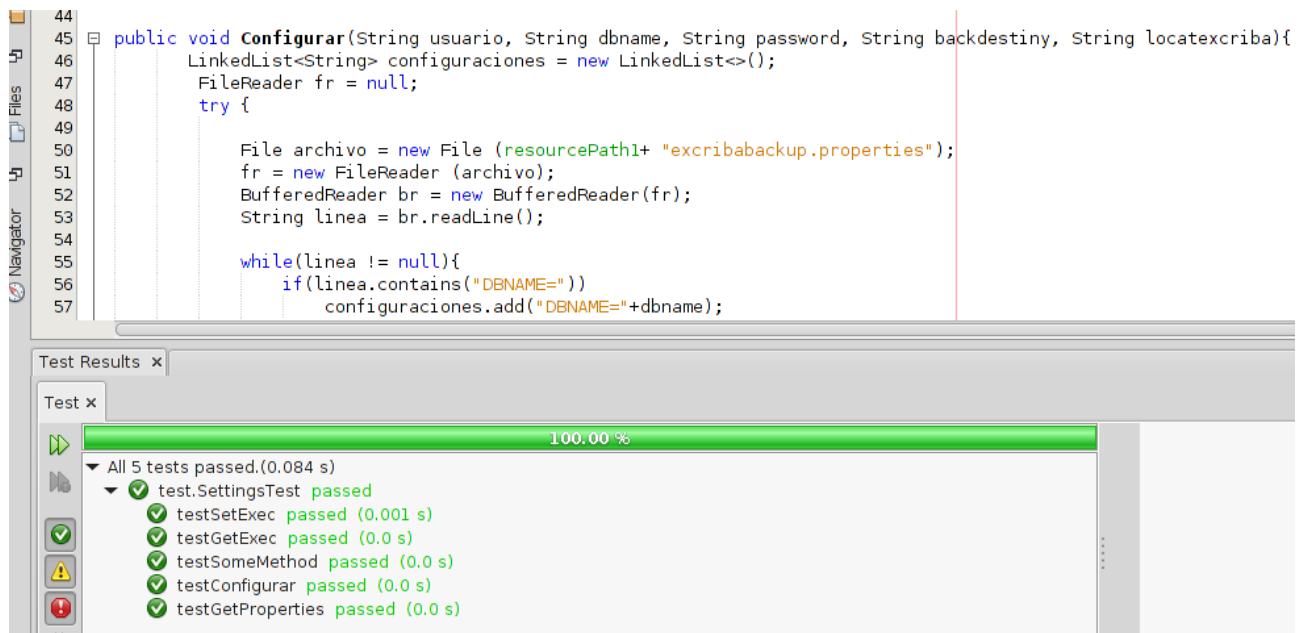 44
45 public void Configurar(String usuario, String dbname, String password, String backdestiny, String locatexcriba){
46 LinkedList<String> configuraciones = new LinkedList<>();
47 FileReader fr = null;
48 try {
49
50 File archivo = new File (resourcePath1+ "excribabackup.properties");
51 fr = new FileReader (archivo);
52 BufferedReader br = new BufferedReader(fr);
53 String linea = br.readLine();
54
55 while(linea != null){
56 if(linea.contains("DBNAME="))
57 configuraciones.add("DBNAME="+dbname);
Files
Navigator
Test Results
Test
100.00 %
All 5 tests passed.(0.084 s)
test.SettingsTest passed
testSetExec passed (0.001 s)
testGetExec passed (0.0 s)
testSomeMethod passed (0.0 s)
testConfigurar passed (0.0 s)
testGetProperties passed (0.0 s)